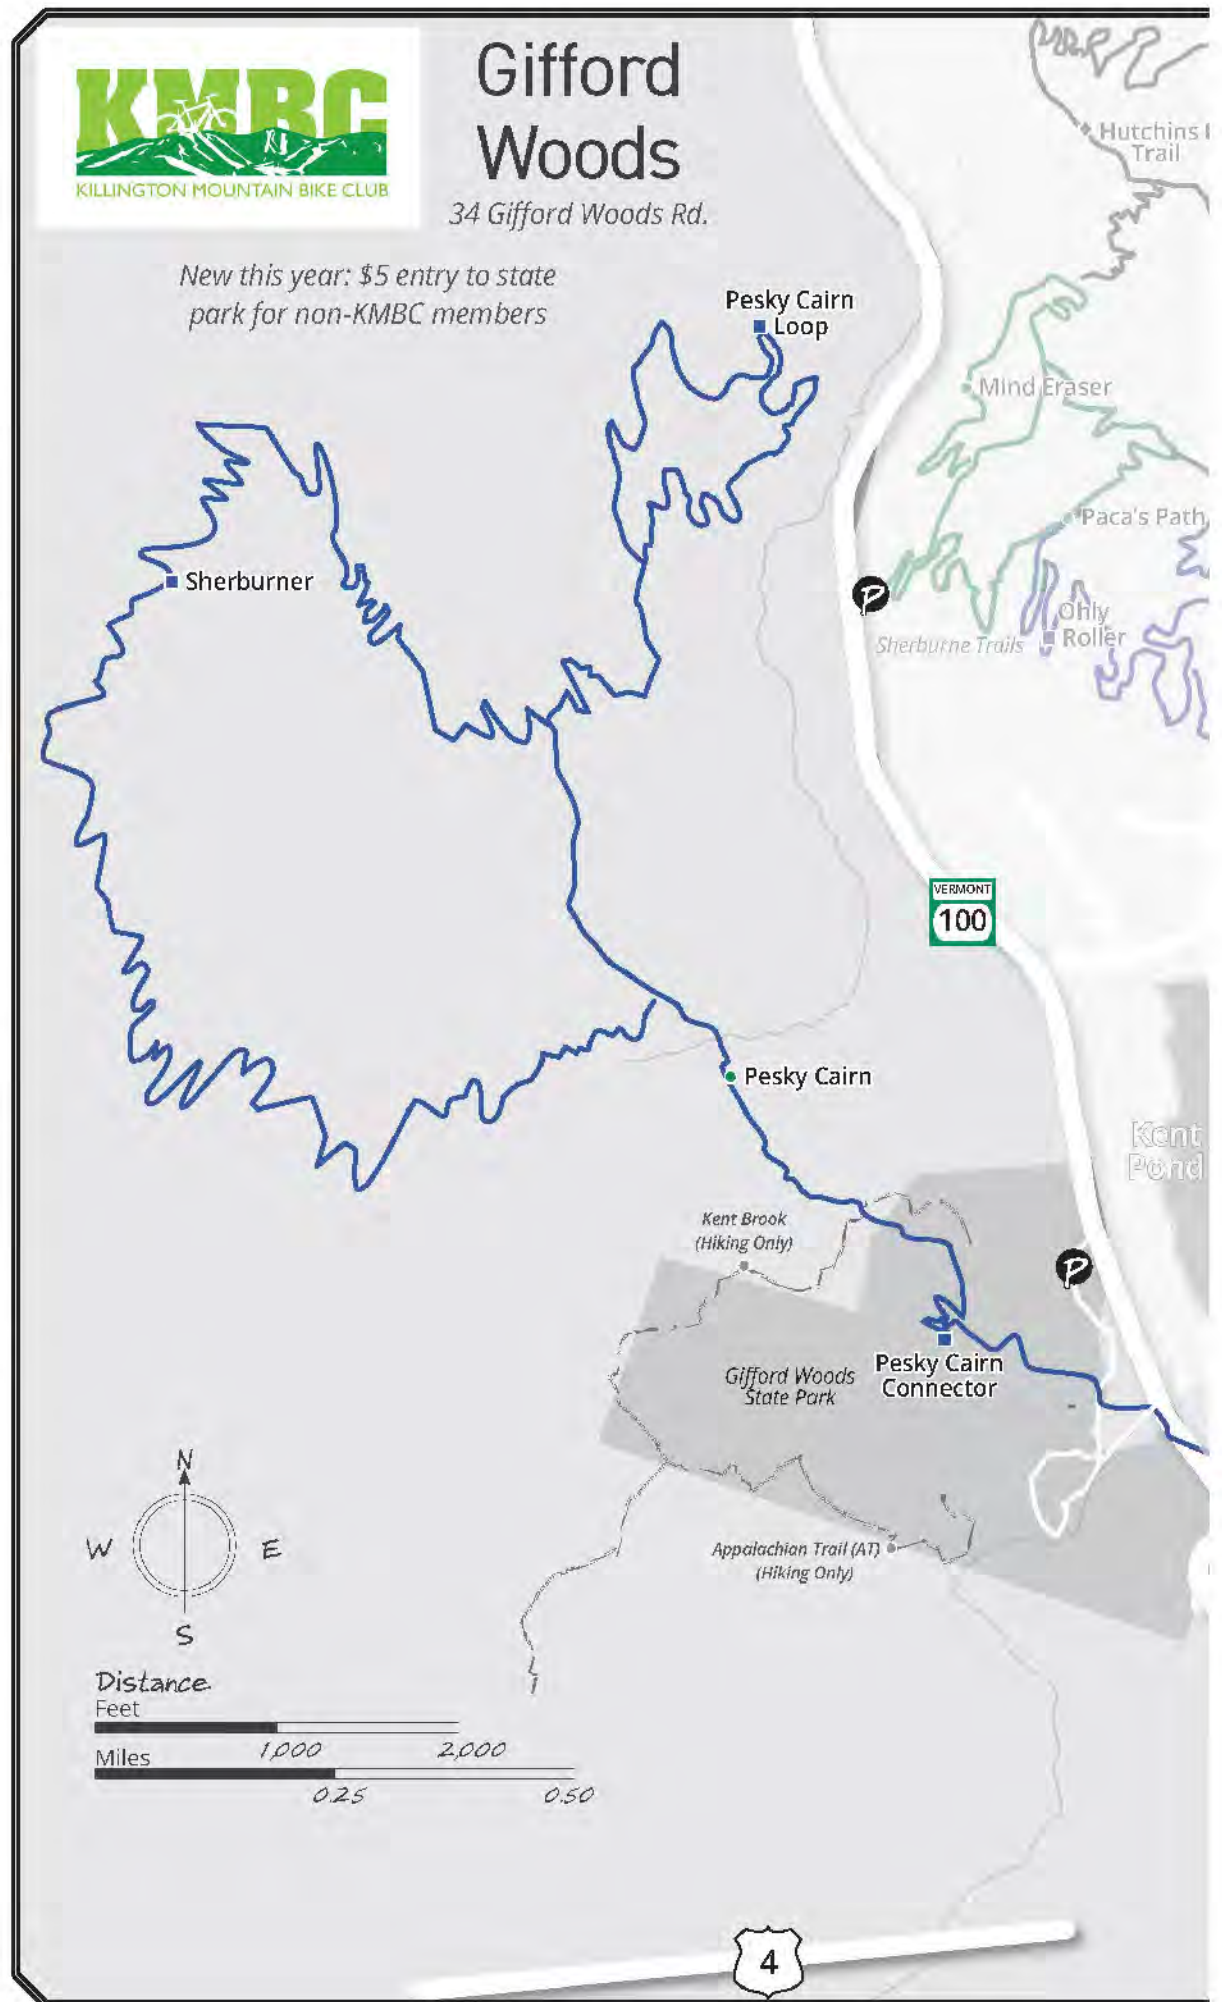 KMBC
KILLINGTON MOUNTAIN BIKE CLUB
Gifford
Woods
34 Gifford Woods Rd.
New this year: $5 entry to state
park for non-KMBC members
Hutchins
Trail
Pesky Cairn
Loop
Mind Eraser
Paca's Path
Sherburner
Only
Roller
Sherburne Trails
P
VERMONT
100
Pesky Cairn
Kent
Pond
Kent Brook
(Hiking Only)
P
Gifford Woods
State Park
Pesky Cairn
Connector
Appalachian Trail (AT)
(Hiking Only)
N
W E
S
Distance
Feet
1,000 2,000
Miles
0.25 0.50
4